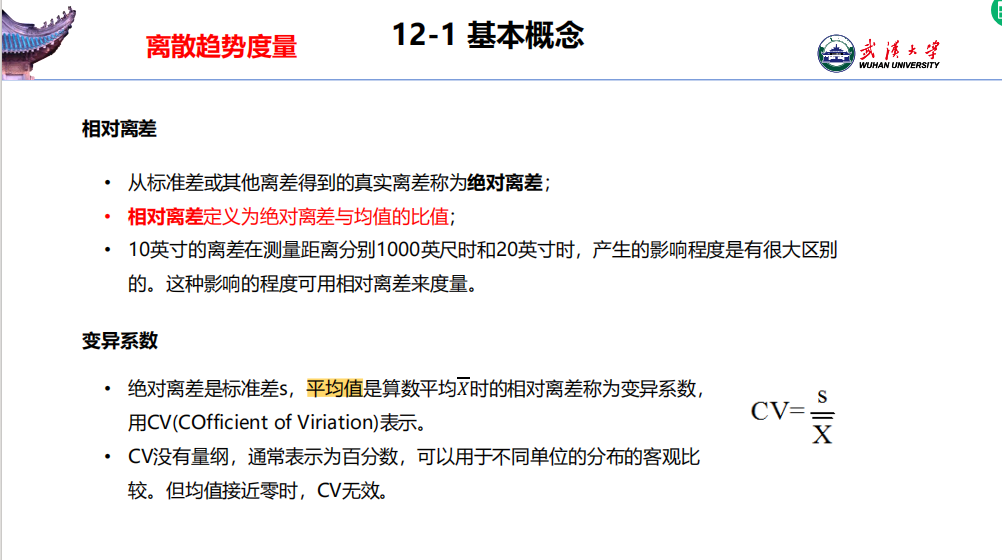 离散趋势度量
12-1 基本概念
武汉大学
WUHAN UNIVERSITY
相对离差
• 从标准差或其他离差得到的真实离差称为绝对离差；
• 相对离差定义为绝对离差与均值的比值；
• 10英寸的离差在测量距离分别1000英尺时和20英寸时，产生的影响程度是有很大区别
的。这种影响的程度可用相对离差来度量。
变异系数
• 绝对离差是标准差s，平均值是算数平均X̅时的相对离差称为变异系数，
用CV(COfficient of Viriation)表示。
CV= s / X̿
• CV没有量纲，通常表示为百分数，可以用于不同单位的分布的客观比
较。但均值接近零时，CV无效。